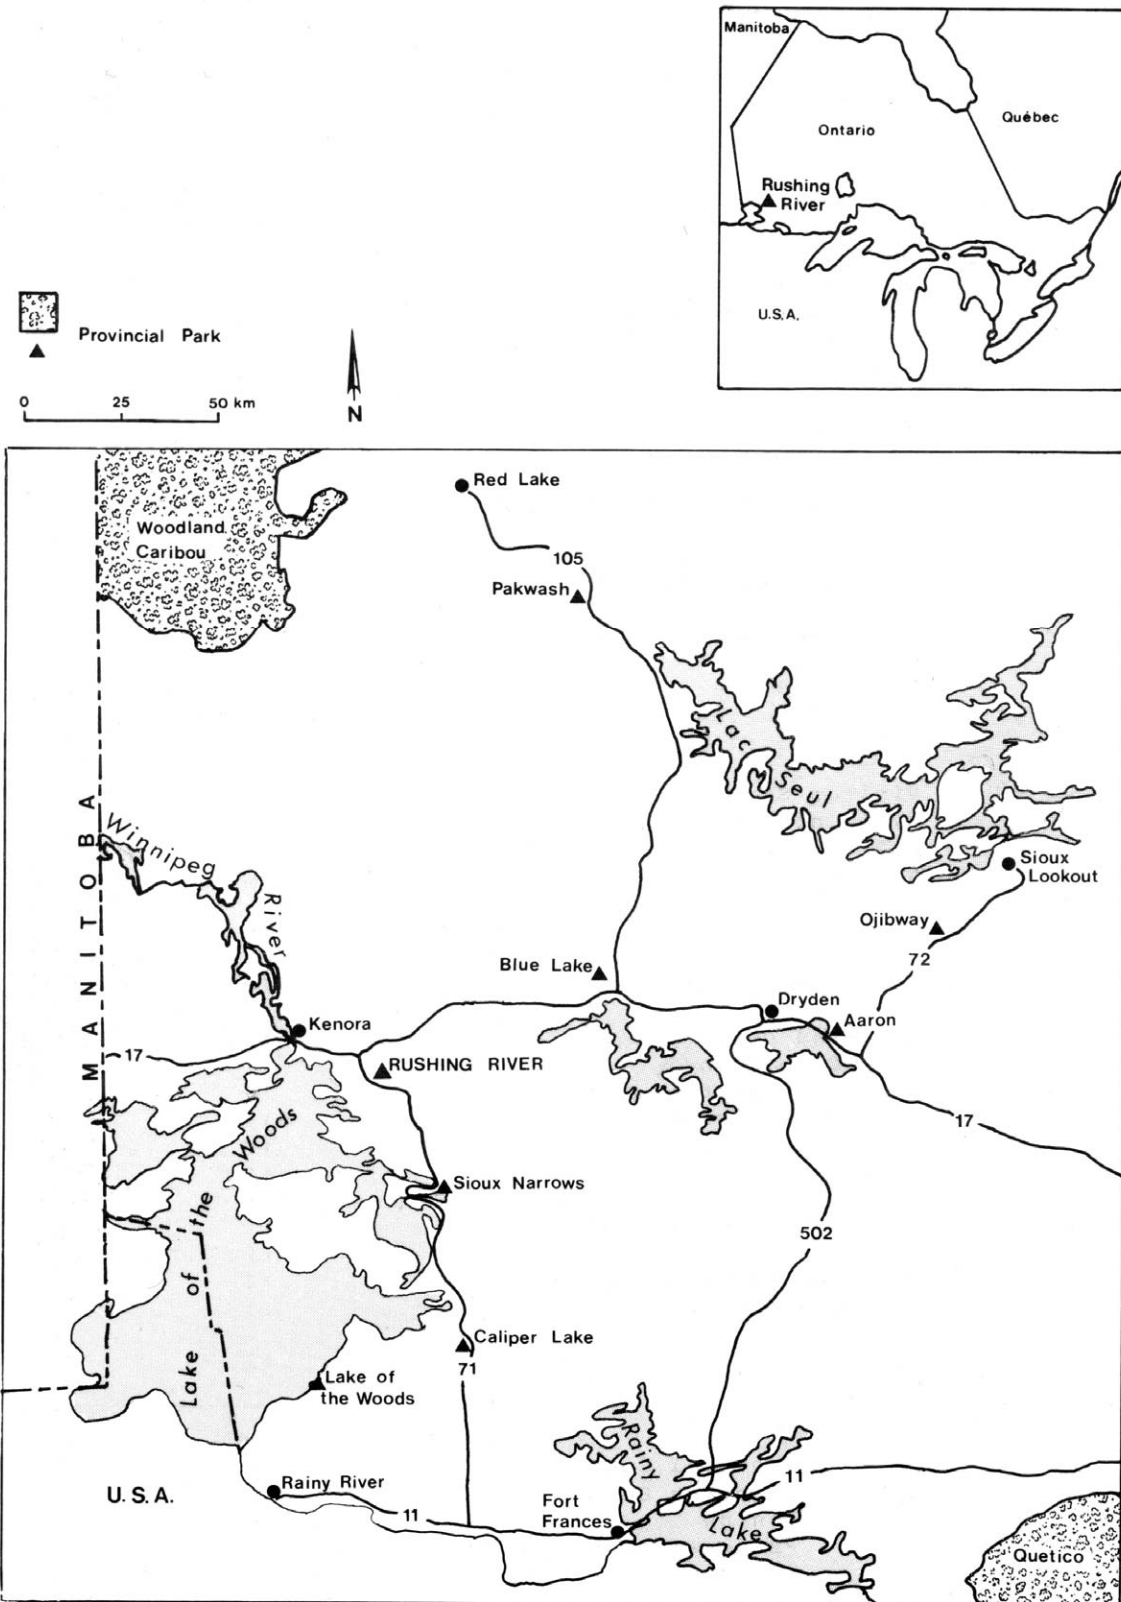 Manitoba
Ontario
Québec
Rushing
River
U.S.A.
Provincial Park
0 25 50 km
N
Red Lake
Woodland
Caribou
105
Pakwash
Lac
Seul
MANITOBA
Winnipeg
River
Sioux
Lookout
Ojibway
72
Blue Lake
Dryden
Aaron
Kenora
17
RUSHING RIVER
17
Sioux Narrows
502
Lake of the Woods
Caliper Lake
71
Lake of
the Woods
Rainy River
U.S.A.
11
Fort
Frances
Rainy
Lake
11
Quetico